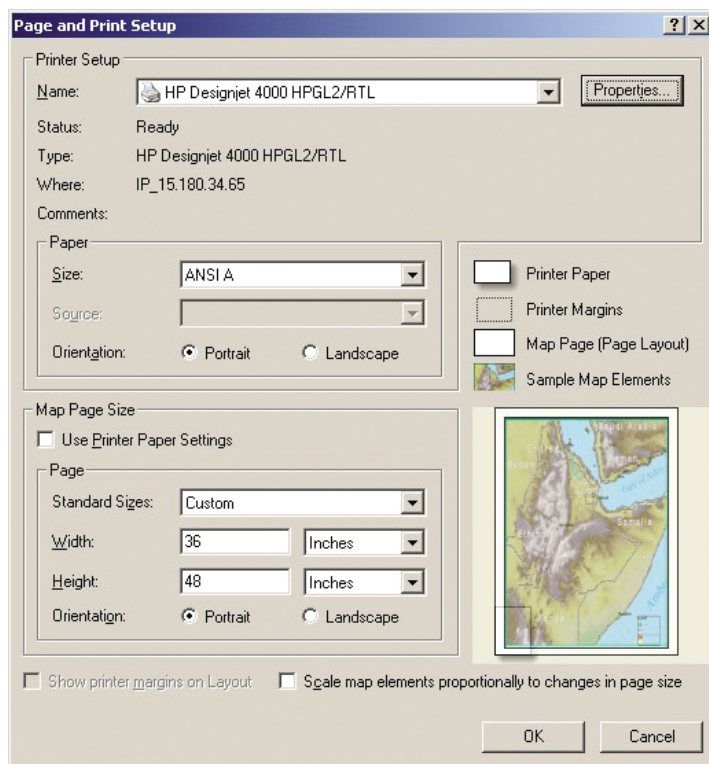 Page and Print Setup
Printer Setup
Name:
HP Designjet 4000 HPGL2/RTL
Properties...
Status:
Ready
Type:
HP Designjet 4000 HPGL2/RTL
Where:
IP_15.180.34.65
Comments:
Paper
Size:
ANSI A
Source:
Orientation:
Portrait
Landscape
Printer Paper
Printer Margins
Map Page (Page Layout)
Sample Map Elements
Map Page Size
Use Printer Paper Settings
Page
Standard Sizes:
Custom
Width:
36
Inches
Height:
48
Inches
Orientation:
Portrait
Landscape
Saudi Arabia
Yemen
Gulf of Aden
Somalia
Show printer margins on Layout
Scale map elements proportionally to changes in page size
OK
Cancel